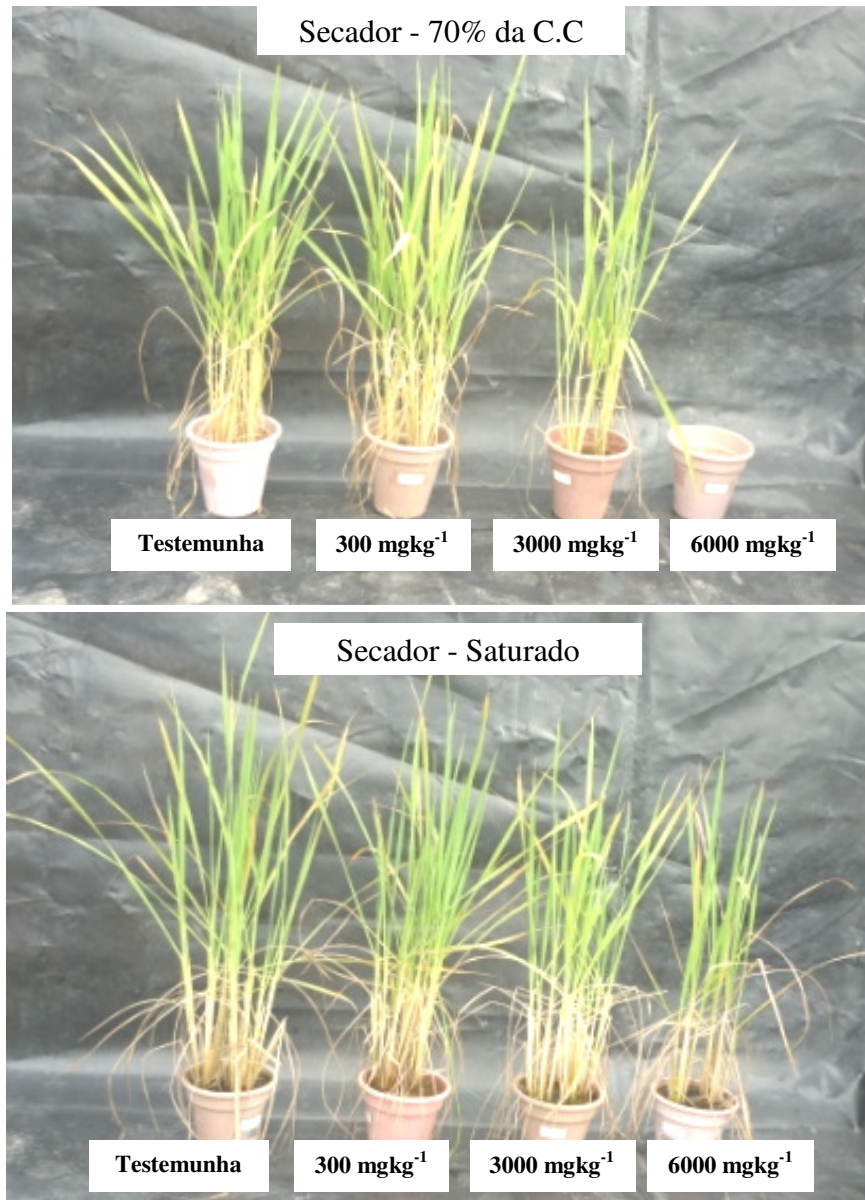 Secador - 70% da C.C
Testemunha 300 mgkg⁻¹ 3000 mgkg⁻¹ 6000 mgkg⁻¹
Secador - Saturado
Testemunha 300 mgkg⁻¹ 3000 mgkg⁻¹ 6000 mgkg⁻¹